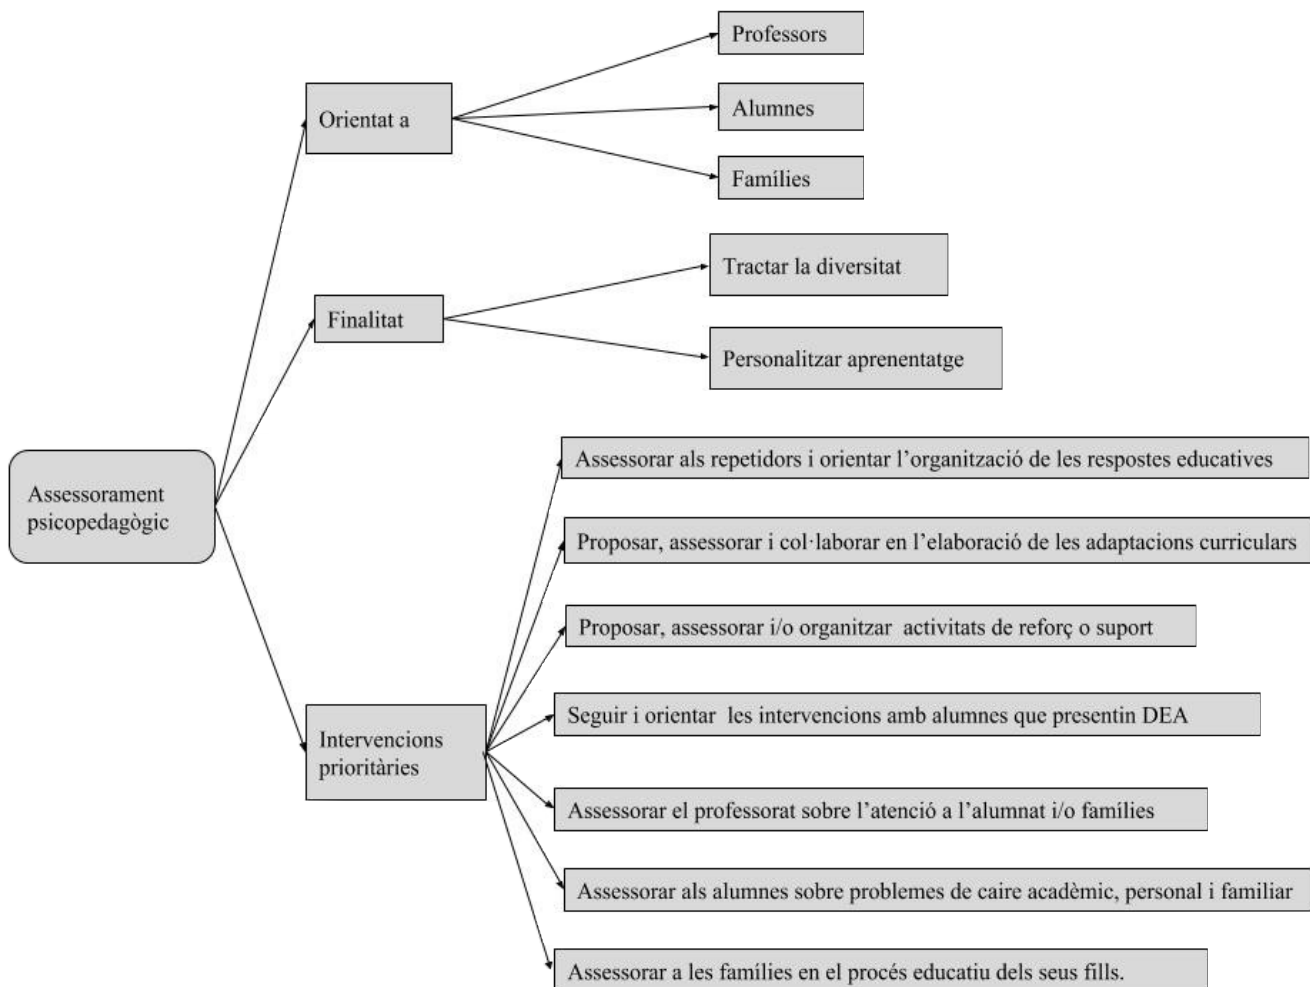 Assessorament
psicopedagògic
Orientat a
Professors
Alumnes
Famílies
Finalitat
Tractar la diversitat
Personalitzar aprenentatge
Intervencions
prioritàries
Assessorar als repetidors i orientar l’organització de les respostes educatives
Proposar, assessorar i col·laborar en l’elaboració de les adaptacions curriculars
Proposar, assessorar i/o organitzar activitats de reforç o suport
Seguir i orientar les intervencions amb alumnes que presentin DEA
Assessorar el professorat sobre l’atenció a l’alumnat i/o famílies
Assessorar als alumnes sobre problemes de caire acadèmic, personal i familiar
Assessorar a les famílies en el procés educatiu dels seus fills.